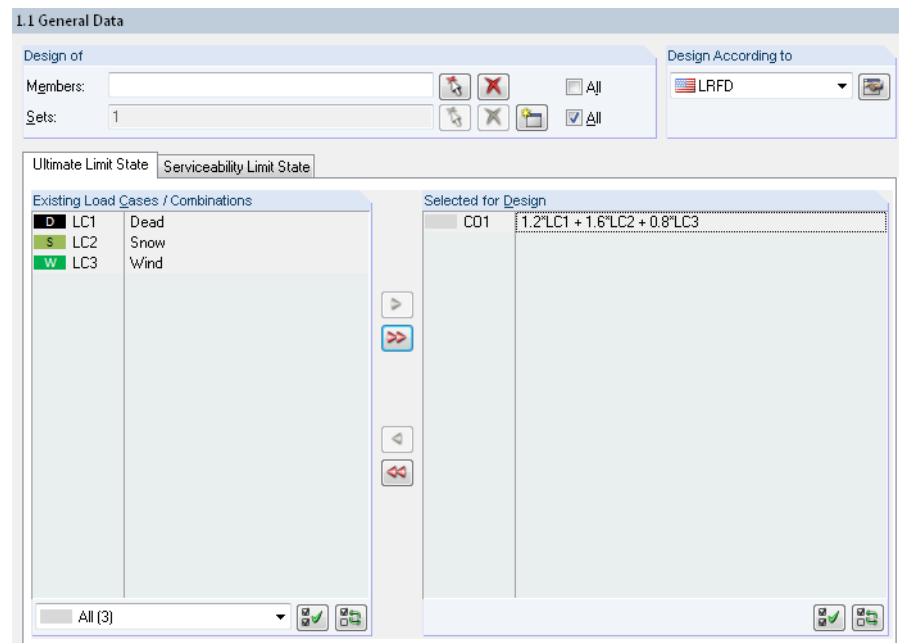 1.1 General Data
Design of
Members:
All
Sets:
1
All
Design According to
LRFD
Ultimate Limit State
Serviceability Limit State
Existing Load Cases / Combinations
D LC1 Dead
S LC2 Snow
W LC3 Wind
All (3)
Selected for Design
CO1 1.2*LC1 + 1.6*LC2 + 0.8*LC3